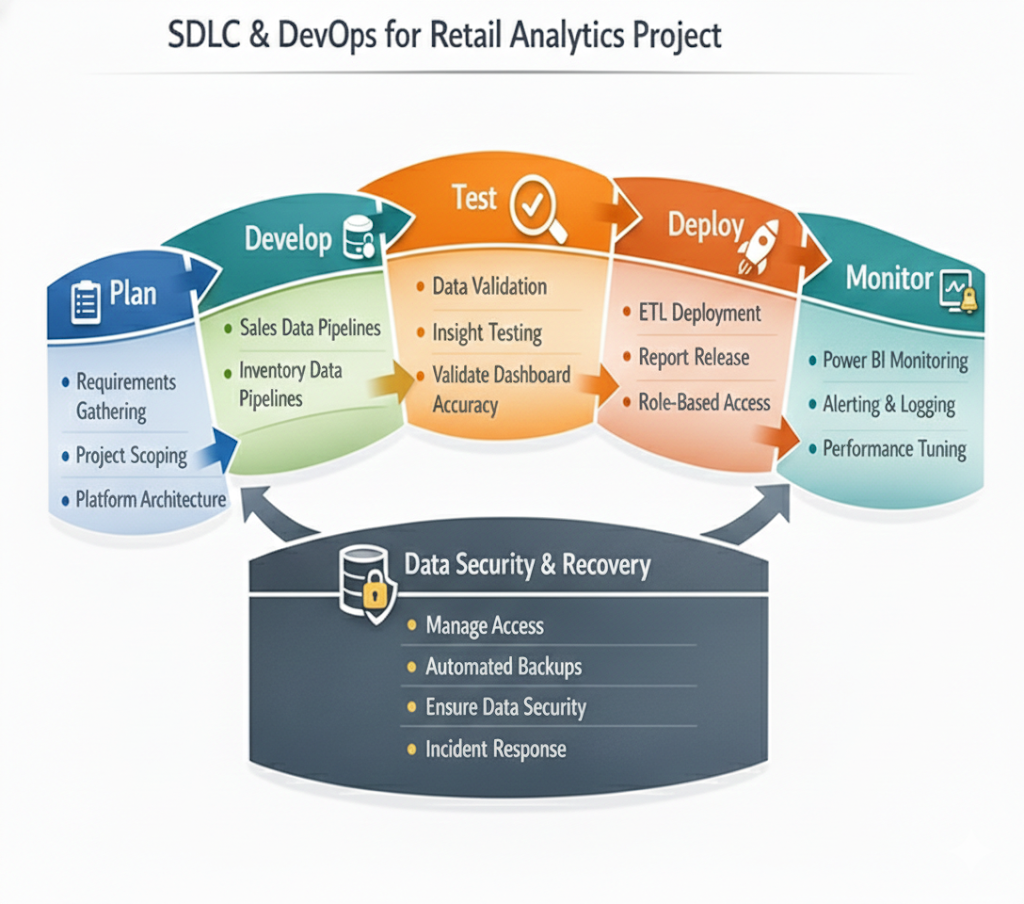 SDLC & DevOps for Retail Analytics Project
Plan
Requirements
Gathering
Project Scoping
Platform Architecture
Develop
Sales Data Pipelines
Inventory Data
Pipelines
Test
Data Validation
Insight Testing
Validate Dashboard
Accuracy
Deploy
ETL Deployment
Report Release
Role-Based Access
Monitor
Power BI Monitoring
Alerting & Logging
Performance Tuning
Data Security & Recovery
Manage Access
Automated Backups
Ensure Data Security
Incident Response